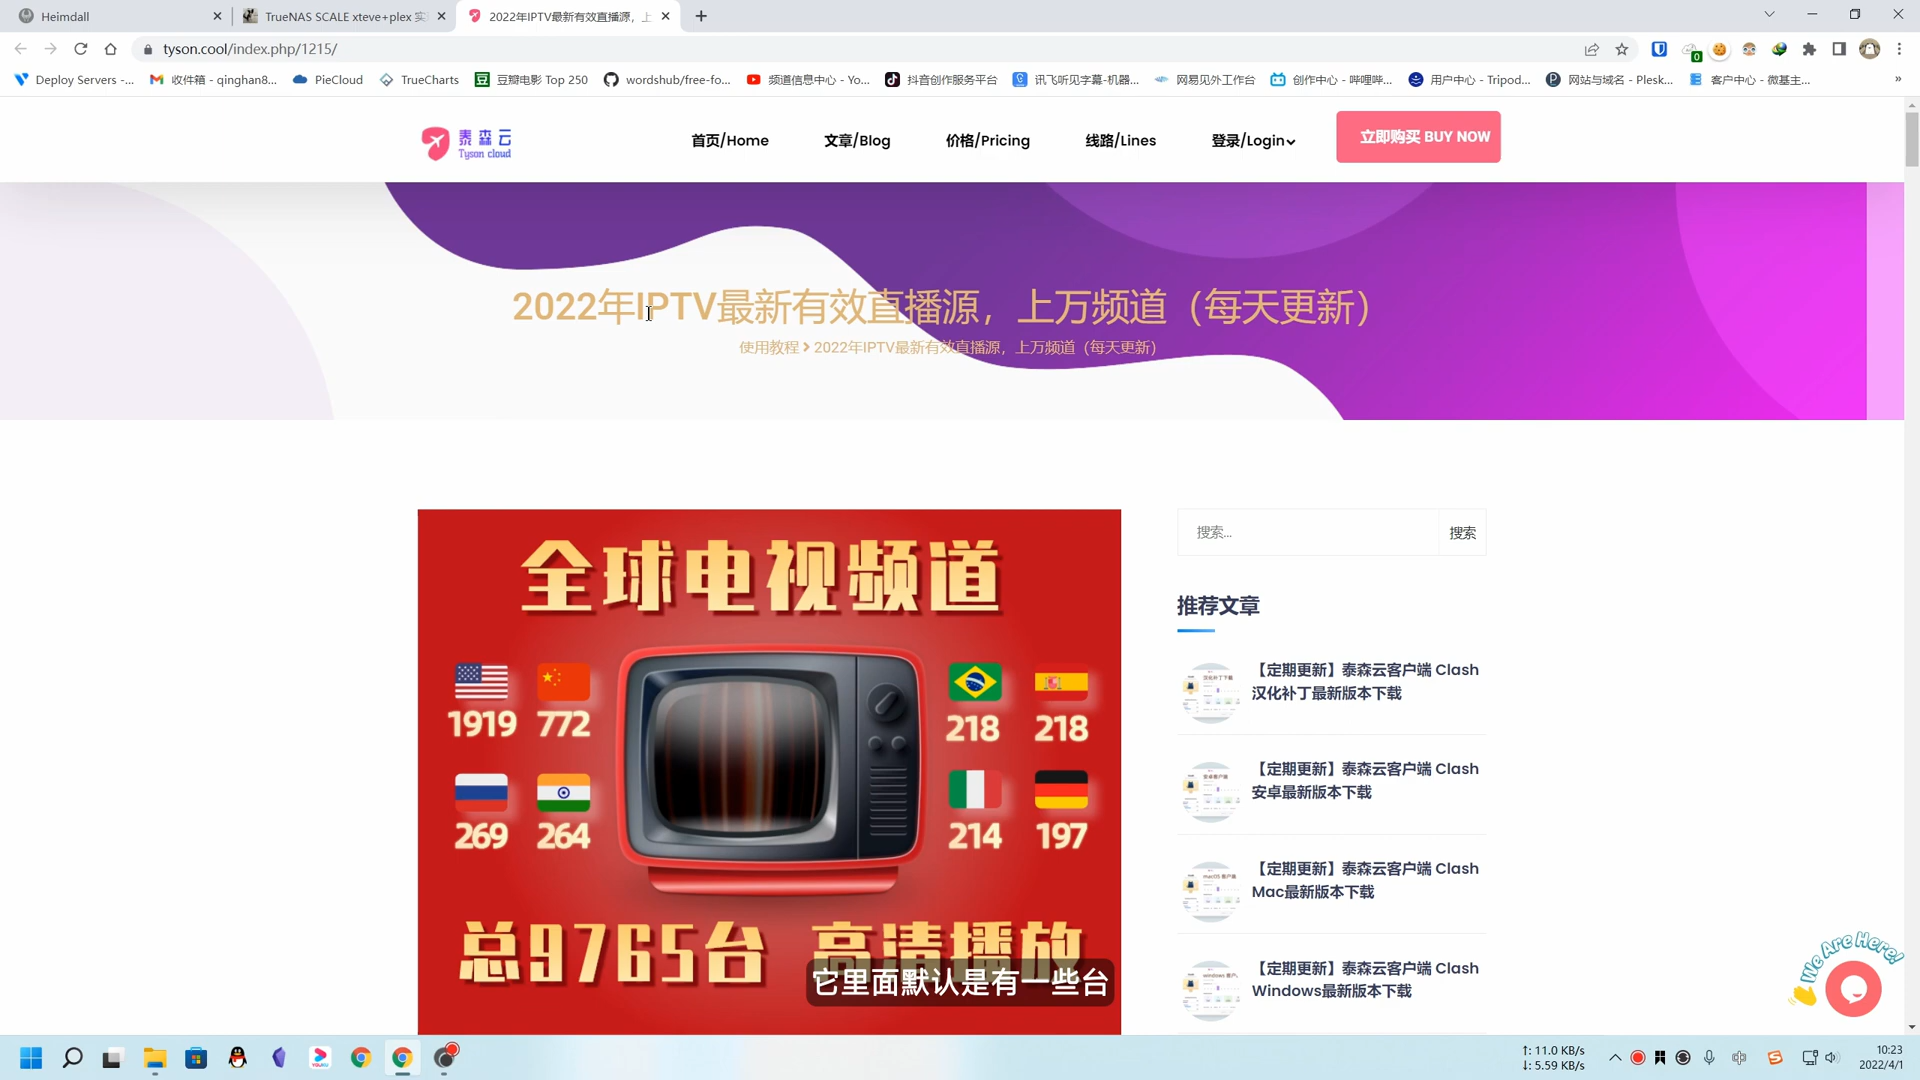 Heimdall
TrueNAS SCALE xteve+plex 实
2022年IPTV最新有效直播源，上
tyson.cool/index.php/1215/
Deploy Servers -...
收件箱 - qinghan8...
PieCloud
TrueCharts
豆瓣电影 Top 250
wordshub/free-fo...
频道信息中心 - Yo...
抖音创作服务平台
讯飞听见字幕-机器...
网易见外工作台
创作中心 - 哔哩哔...
用户中心 - Tripod...
网站与域名 - Plesk...
客户中心 - 微基主...
泰森云
Tyson cloud
首页/Home
文章/Blog
价格/Pricing
线路/Lines
登录/Login
立即购买 BUY NOW
2022年IPTV最新有效直播源，上万频道（每天更新）
使用教程 > 2022年IPTV最新有效直播源，上万频道（每天更新）
全球电视频道
1919 772
218 218
269 264
214 197
总9765台 高清播放
它里面默认是有一些台
搜索...
搜索
推荐文章
【定期更新】泰森云客户端 Clash
汉化补丁最新版本下载
【定期更新】泰森云客户端 Clash
安卓最新版本下载
【定期更新】泰森云客户端 Clash
Mac最新版本下载
【定期更新】泰森云客户端 Clash
Windows最新版本下载
We Are Here!
↑: 11.0 KB/s
↓: 5.59 KB/s
10:23
2022/4/1